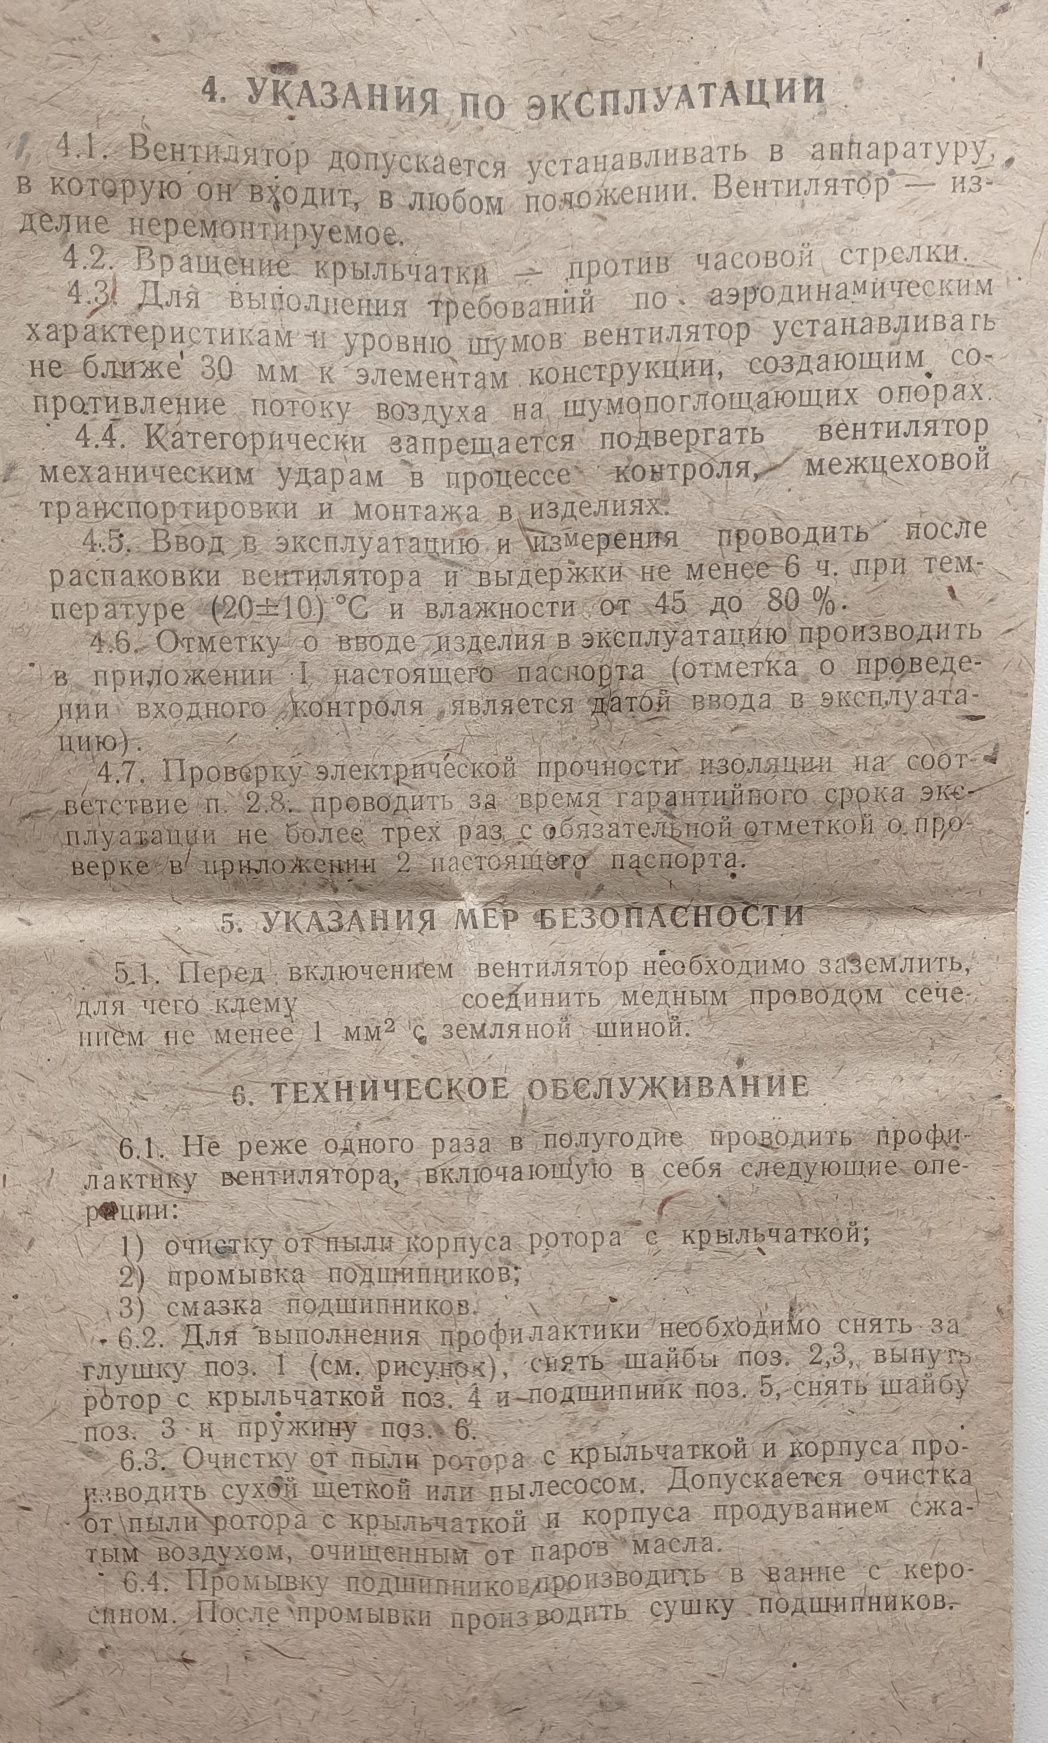 4. УКАЗАНИЯ ПО ЭКСПЛУАТАЦИИ
4.1. Вентилятор допускается устанавливать в аппаратуру,
в которую он входит, в любом положении. Вентилятор — из-
делие неремонтируемое.
4.2. Вращение крыльчатки — против часовой стрелки.
4.3. Для выполнения требований по аэродинамическим
характеристикам и уровню шумов вентилятор устанавливать
не ближе 30 мм к элементам конструкции, создающим со-
противление потоку воздуха на шумопоглощающих опорах.
4.4. Категорически запрещается подвергать вентилятор
механическим ударам в процессе контроля, межцеховой
транспортировки и монтажа в изделиях.
4.5. Ввод в эксплуатацию и измерения проводить после
распаковки вентилятора и выдержки не менее 6 ч. при тем-
пературе (20±10) °С и влажности от 45 до 80 %.
4.6. Отметку о вводе изделия в эксплуатацию производить
в приложении 1 настоящего паспорта (отметка о проведе-
нии входного контроля является датой ввода в эксплуата-
цию).
4.7. Проверку электрической прочности изоляции на соот-
ветствие п. 2.8. проводить за время гарантийного срока экс-
плуатации не более трех раз с обязательной отметкой о про-
верке в приложении 2 настоящего паспорта.
5. УКАЗАНИЯ МЕР БЕЗОПАСНОСТИ
5.1. Перед включением вентилятор необходимо заземлить,
для чего клему соединить медным проводом сече-
нием не менее 1 мм² с земляной шиной.
6. ТЕХНИЧЕСКОЕ ОБСЛУЖИВАНИЕ
6.1. Не реже одного раза в полугодие проводить профи-
лактику вентилятора, включающую в себя следующие опе-
рации:
1) очистку от пыли корпуса ротора с крыльчаткой;
2) промывка подшипников;
3) смазка подшипников.
6.2. Для выполнения профилактики необходимо снять за
глушку поз. 1 (см. рисунок), снять шайбы поз. 2,3, вынуть
ротор с крыльчаткой поз. 4 и подшипник поз. 5, снять шайбу
поз. 3 и пружину поз. 6.
6.3. Очистку от пыли ротора с крыльчаткой и корпуса про-
изводить сухой щеткой или пылесосом. Допускается очистка
от пыли ротора с крыльчаткой и корпуса продуванием сжа-
тым воздухом, очищенным от паров масла.
6.4. Промывку подшипников производить в ванне с керо-
сином. После промывки производить сушку подшипников.